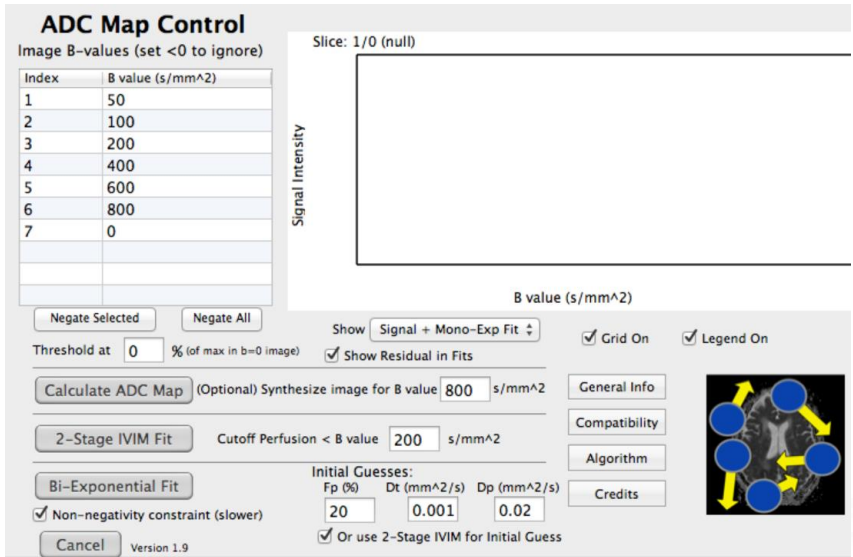 ADC Map Control
Image B-values (set <0 to ignore)
Slice: 1/0 (null)
Index B value (s/mm^2)
1 50
2 100
3 200
4 400
5 600
6 800
7 0
Signal Intensity
B value (s/mm^2)
Negate Selected Negate All
Show Signal + Mono-Exp Fit
Grid On Legend On
Threshold at 0 % (of max in b=0 image)
Show Residual in Fits
Calculate ADC Map (Optional) Synthesize image for B value 800 s/mm^2
General Info
Compatibility
2-Stage IVIM Fit Cutoff Perfusion < B value 200 s/mm^2
Algorithm
Initial Guesses:
Bi-Exponential Fit Fp (%) Dt (mm^2/s) Dp (mm^2/s)
Credits
20 0.001 0.02
Non-negativity constraint (slower)
Or use 2-Stage IVIM for Initial Guess
Cancel Version 1.9